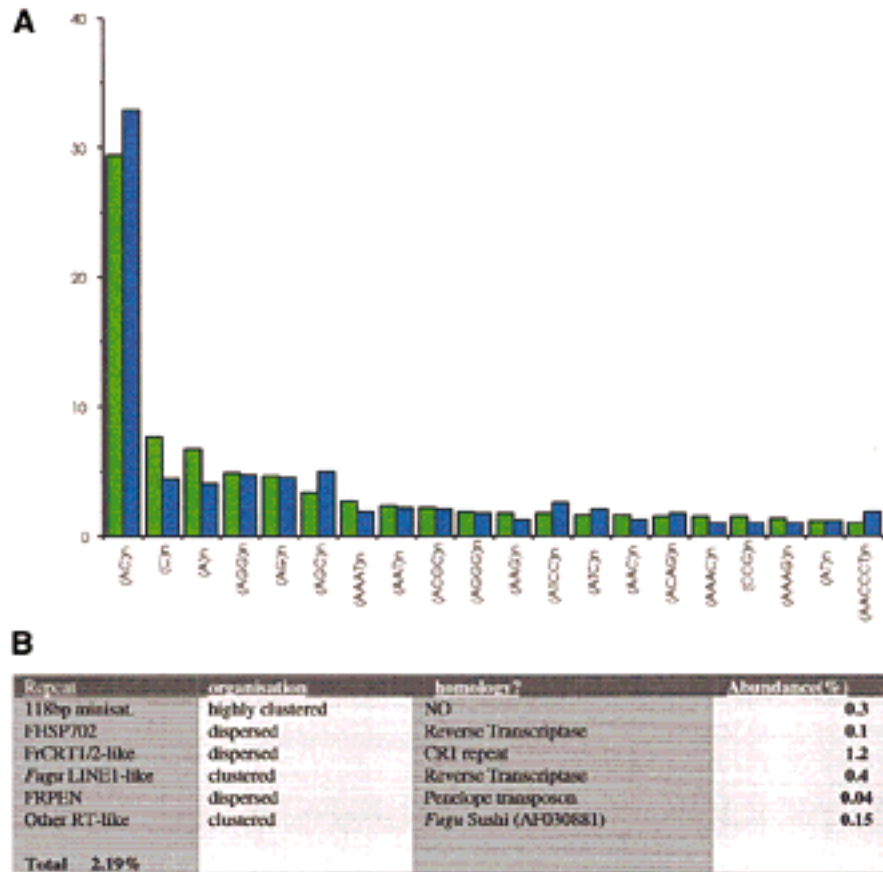 A
40
30
20
10
0
(AC)n (C)n (A)n (AGG)n (AG)n (AGC)n (AAAT)n (AAT)n (ACGC)n (AGGG)n (AAG)n (ATCC)n (ATC)n (AAC)n (ACAG)n (AAAC)n (CCG)n (AAAG)n (AT)n (AACCCT)n
B
Repeat organisation homology? Abundance(%)
118bp minisat. highly clustered NO 0.3
FHSP702 dispersed Reverse Transcriptase 0.1
FrCRT1/2-like dispersed CR1 repeat 1.2
Fugu LINE1-like clustered Reverse Transcriptase 0.4
FRPEN dispersed Penelope transposon 0.04
Other RT-like clustered Fugu Sushi (AF030881) 0.15
Total 2.19%